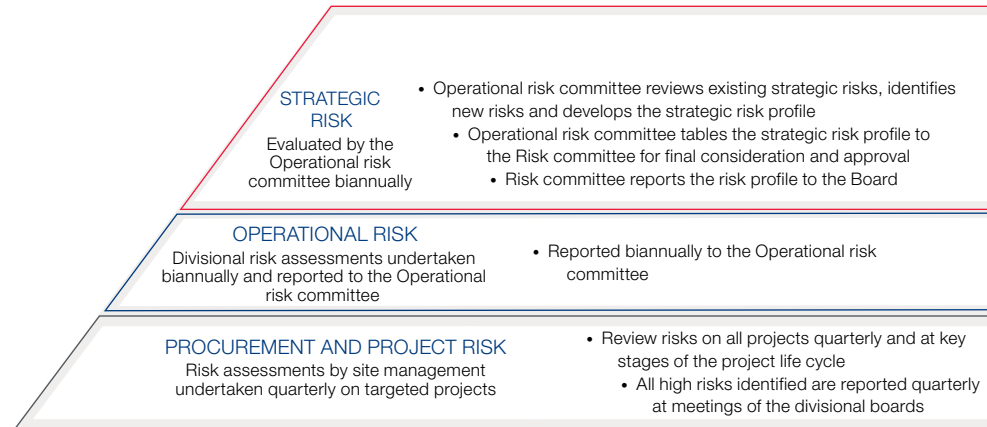 STRATEGIC
RISK
Evaluated by the
Operational risk
committee biannually
• Operational risk committee reviews existing strategic risks, identifies
new risks and develops the strategic risk profile
• Operational risk committee tables the strategic risk profile to
the Risk committee for final consideration and approval
• Risk committee reports the risk profile to the Board
OPERATIONAL RISK
Divisional risk assessments undertaken
biannually and reported to the Operational
risk committee
• Reported biannually to the Operational risk
committee
PROCUREMENT AND PROJECT RISK
Risk assessments by site management
undertaken quarterly on targeted projects
• Review risks on all projects quarterly and at key
stages of the project life cycle
• All high risks identified are reported quarterly
at meetings of the divisional boards